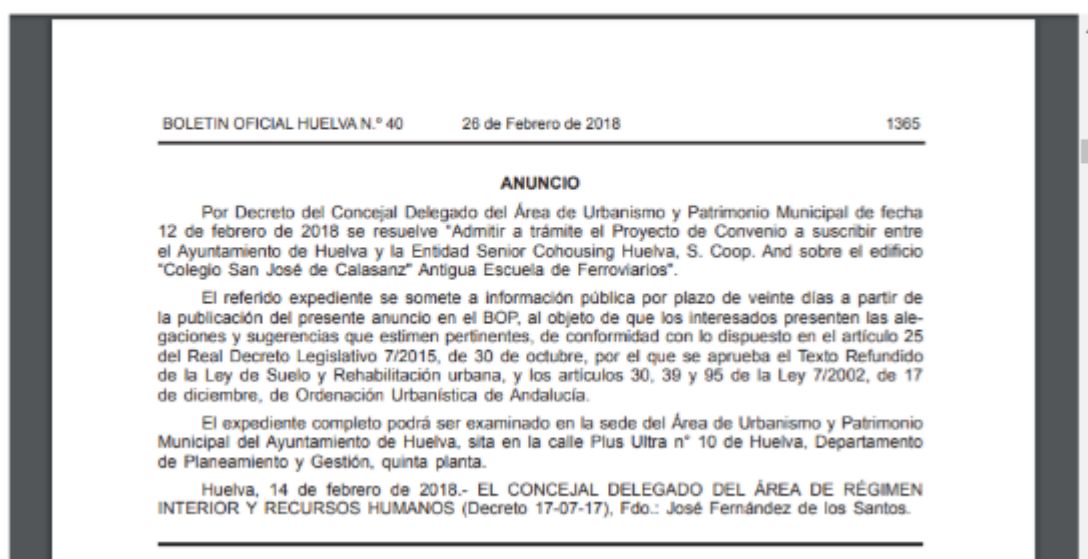 BOLETIN OFICIAL HUELVA N.º 40 26 de Febrero de 2018 1365
ANUNCIO
Por Decreto del Concejal Delegado del Área de Urbanismo y Patrimonio Municipal de fecha
12 de febrero de 2018 se resuelve "Admitir a trámite el Proyecto de Convenio a suscribir entre
el Ayuntamiento de Huelva y la Entidad Senior Cohousing Huelva, S. Coop. And sobre el edificio
"Colegio San José de Calasanz" Antigua Escuela de Ferroviarios".
El referido expediente se somete a información pública por plazo de veinte días a partir de
la publicación del presente anuncio en el BOP, al objeto de que los interesados presenten las ale-
gaciones y sugerencias que estimen pertinentes, de conformidad con lo dispuesto en el artículo 25
del Real Decreto Legislativo 7/2015, de 30 de octubre, por el que se aprueba el Texto Refundido
de la Ley de Suelo y Rehabilitación urbana, y los artículos 30, 39 y 95 de la Ley 7/2002, de 17
de diciembre, de Ordenación Urbanística de Andalucía.
El expediente completo podrá ser examinado en la sede del Área de Urbanismo y Patrimonio
Municipal del Ayuntamiento de Huelva, sita en la calle Plus Ultra nº 10 de Huelva, Departamento
de Planeamiento y Gestión, quinta planta.
Huelva, 14 de febrero de 2018.- EL CONCEJAL DELEGADO DEL ÁREA DE RÉGIMEN
INTERIOR Y RECURSOS HUMANOS (Decreto 17-07-17), Fdo.: José Fernández de los Santos.